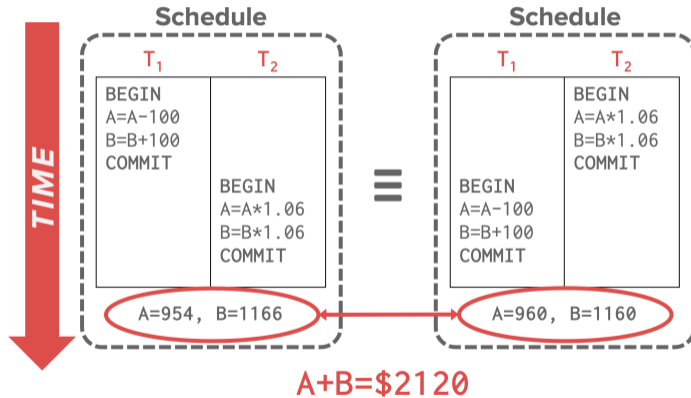 Schedule
T1
T2
BEGIN
A=A-100
B=B+100
COMMIT
BEGIN
A=A*1.06
B=B*1.06
COMMIT
A=954, B=1166
TIME
≡
Schedule
T1
T2
BEGIN
A=A*1.06
B=B*1.06
COMMIT
BEGIN
A=A-100
B=B+100
COMMIT
A=960, B=1160
A+B=$2120